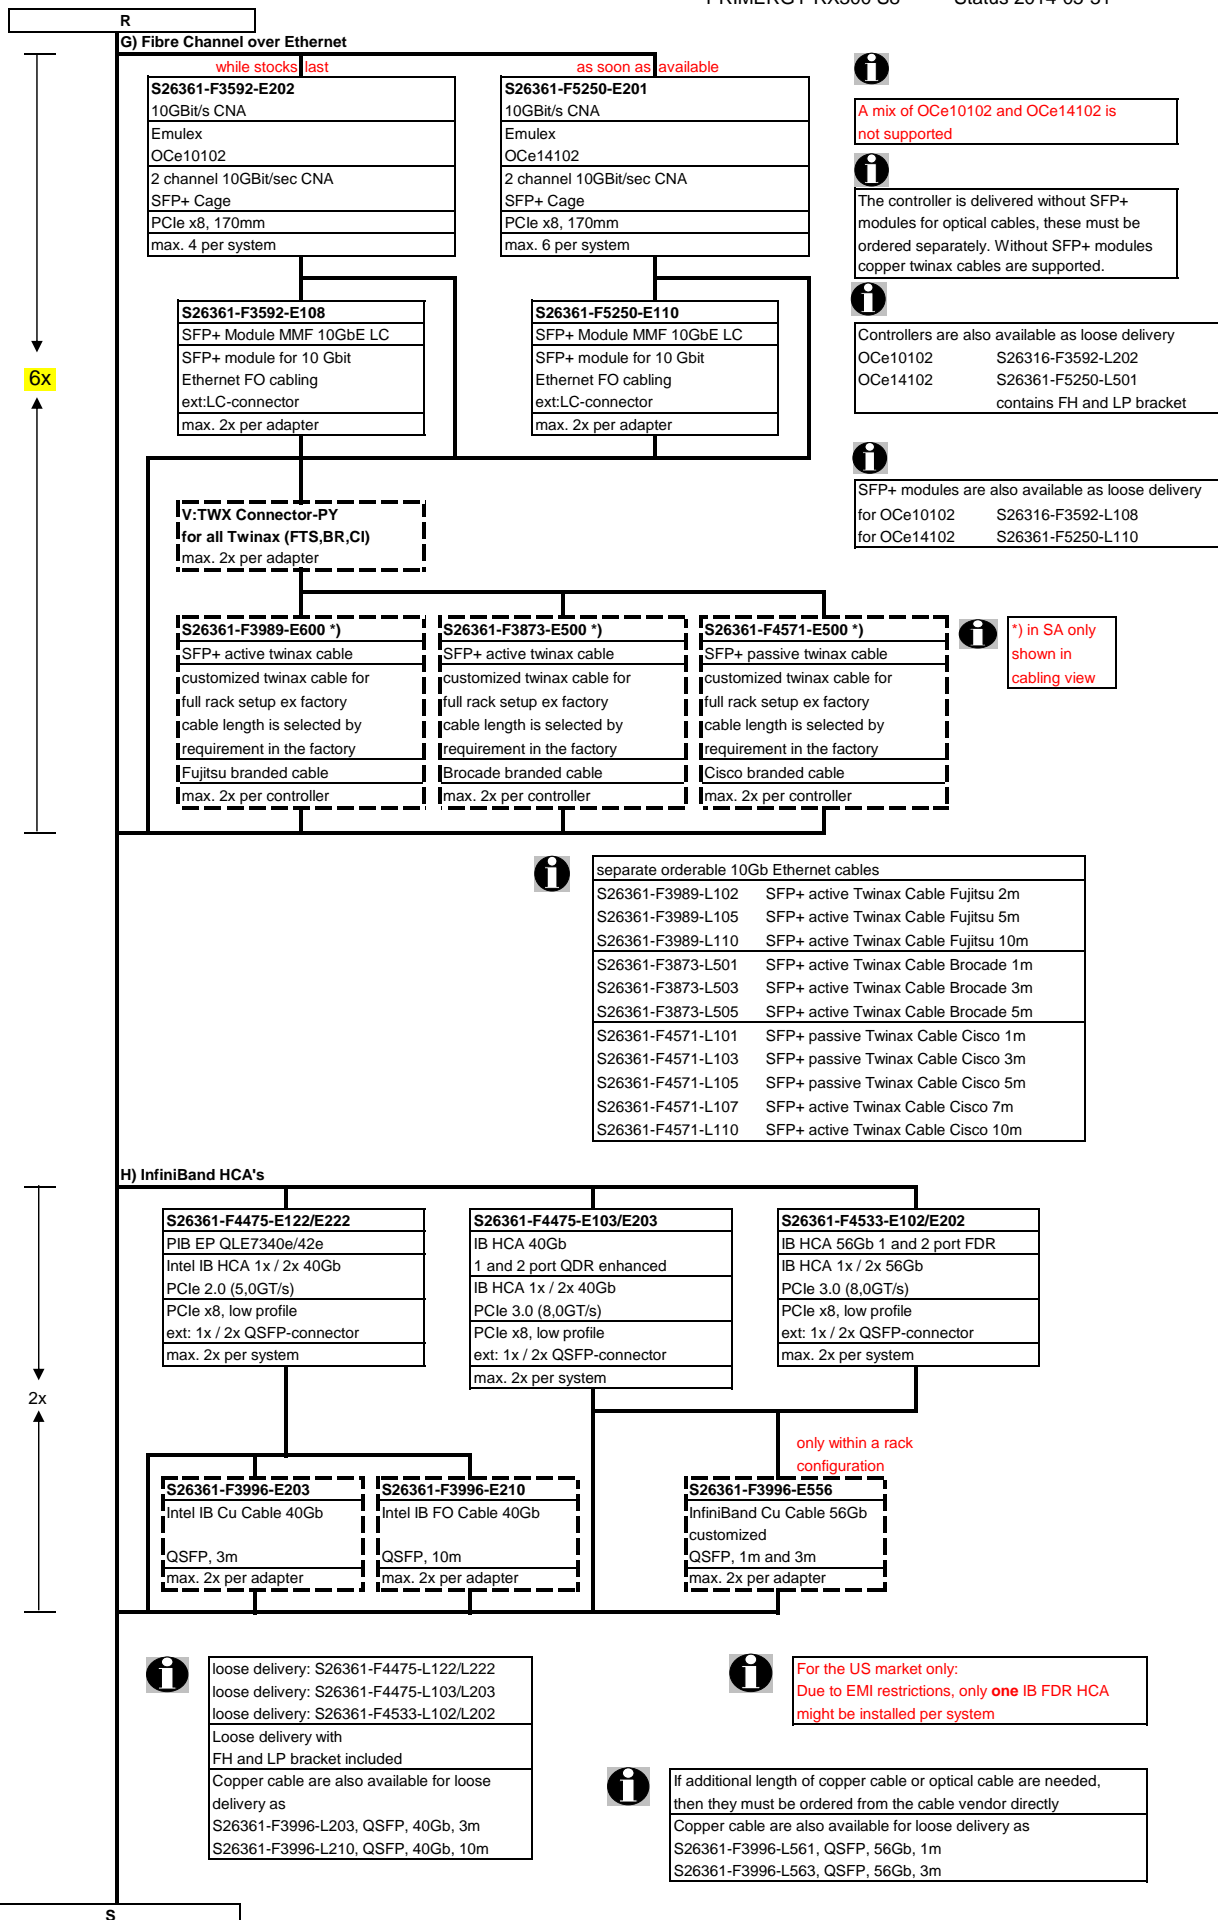 R
G) Fibre Channel over Ethernet
while stocks last
S26361-F3592-E202
10GBit/s CNA
Emulex
OCe10102
2 channel 10GBit/sec CNA
SFP+ Cage
PCIe x8, 170mm
max. 4 per system
as soon as available
S26361-F5250-E201
10GBit/s CNA
Emulex
OCe14102
2 channel 10GBit/sec CNA
SFP+ Cage
PCIe x8, 170mm
max. 6 per system
A mix of OCe10102 and OCe14102 is
not supported
The controller is delivered without SFP+
modules for optical cables, these must be
ordered separately. Without SFP+ modules
copper twinax cables are supported.
6x
S26361-F3592-E108
SFP+ Module MMF 10GbE LC
SFP+ module for 10 Gbit
Ethernet FO cabling
ext:LC-connector
max. 2x per adapter
S26361-F5250-E110
SFP+ Module MMF 10GbE LC
SFP+ module for 10 Gbit
Ethernet FO cabling
ext:LC-connector
max. 2x per adapter
Controllers are also available as loose delivery
OCe10102 S26316-F3592-L202
OCe14102 S26361-F5250-L501
contains FH and LP bracket
SFP+ modules are also available as loose delivery
for OCe10102 S26316-F3592-L108
for OCe14102 S26361-F5250-L110
V:TWX Connector-PY
for all Twinax (FTS,BR,CI)
max. 2x per adapter
S26361-F3989-E600 *)
SFP+ active twinax cable
customized twinax cable for
full rack setup ex factory
cable length is selected by
requirement in the factory
Fujitsu branded cable
max. 2x per controller
S26361-F3873-E500 *)
SFP+ active twinax cable
customized twinax cable for
full rack setup ex factory
cable length is selected by
requirement in the factory
Brocade branded cable
max. 2x per controller
S26361-F4571-E500 *)
SFP+ passive twinax cable
customized twinax cable for
full rack setup ex factory
cable length is selected by
requirement in the factory
Cisco branded cable
max. 2x per controller
*) in SA only
shown in
cabling view
separate orderable 10Gb Ethernet cables
S26361-F3989-L102 SFP+ active Twinax Cable Fujitsu 2m
S26361-F3989-L105 SFP+ active Twinax Cable Fujitsu 5m
S26361-F3989-L110 SFP+ active Twinax Cable Fujitsu 10m
S26361-F3873-L501 SFP+ active Twinax Cable Brocade 1m
S26361-F3873-L503 SFP+ active Twinax Cable Brocade 3m
S26361-F3873-L505 SFP+ active Twinax Cable Brocade 5m
S26361-F4571-L101 SFP+ passive Twinax Cable Cisco 1m
S26361-F4571-L103 SFP+ passive Twinax Cable Cisco 3m
S26361-F4571-L105 SFP+ passive Twinax Cable Cisco 5m
S26361-F4571-L107 SFP+ active Twinax Cable Cisco 7m
S26361-F4571-L110 SFP+ active Twinax Cable Cisco 10m
H) InfiniBand HCA's
S26361-F4475-E122/E222
PIB EP QLE7340e/42e
Intel IB HCA 1x / 2x 40Gb
PCIe 2.0 (5,0GT/s)
PCIe x8, low profile
ext: 1x / 2x QSFP-connector
max. 2x per system
S26361-F4475-E103/E203
IB HCA 40Gb
1 and 2 port QDR enhanced
IB HCA 1x / 2x 40Gb
PCIe 3.0 (8,0GT/s)
PCIe x8, low profile
ext: 1x / 2x QSFP-connector
max. 2x per system
S26361-F4533-E102/E202
IB HCA 56Gb 1 and 2 port FDR
IB HCA 1x / 2x 56Gb
PCIe 3.0 (8,0GT/s)
PCIe x8, low profile
ext: 1x / 2x QSFP-connector
max. 2x per system
2x
only within a rack
configuration
S26361-F3996-E203
Intel IB Cu Cable 40Gb
QSFP, 3m
max. 2x per adapter
S26361-F3996-E210
Intel IB FO Cable 40Gb
QSFP, 10m
max. 2x per adapter
S26361-F3996-E556
InfiniBand Cu Cable 56Gb
customized
QSFP, 1m and 3m
max. 2x per adapter
loose delivery: S26361-F4475-L122/L222
loose delivery: S26361-F4475-L103/L203
loose delivery: S26361-F4533-L102/L202
Loose delivery with
FH and LP bracket included
Copper cable are also available for loose
delivery as
S26361-F3996-L203, QSFP, 40Gb, 3m
S26361-F3996-L210, QSFP, 40Gb, 10m
For the US market only:
Due to EMI restrictions, only one IB FDR HCA
might be installed per system
If additional length of copper cable or optical cable are needed,
then they must be ordered from the cable vendor directly
Copper cable are also available for loose delivery as
S26361-F3996-L561, QSFP, 56Gb, 1m
S26361-F3996-L563, QSFP, 56Gb, 3m
S